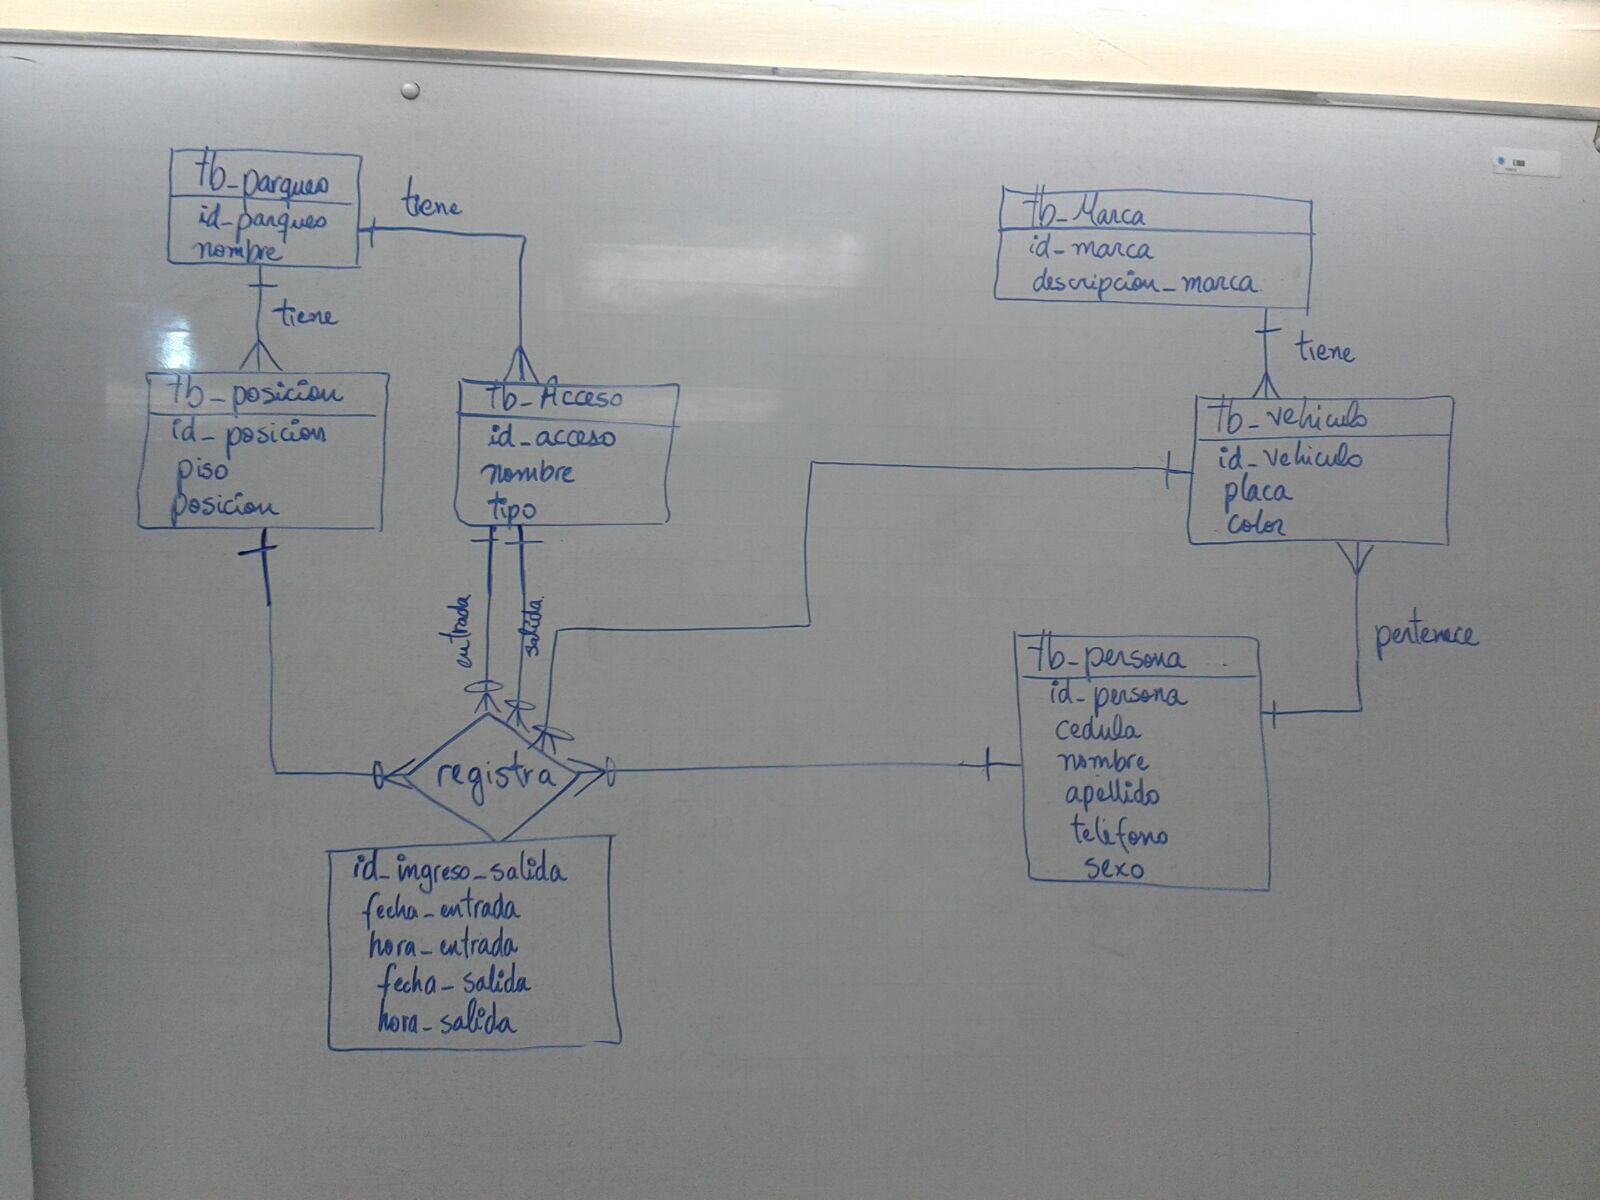 tb_parqueo
id_parqueo
nombre
tiene
tiene
tb_posicion
id_posicion
piso
posicion
tb_Acceso
id_acceso
nombre
tipo
entrada
salida.
registra
id_ingreso_salida
fecha_entrada
hora_entrada
fecha_salida
hora_salida
tb_Marca
id_marca
descripcion_marca.
tiene
tb_vehiculo
id_vehiculo
placa
color
pertenece
tb_persona
id_persona
cedula
nombre
apellido
telefono
sexo